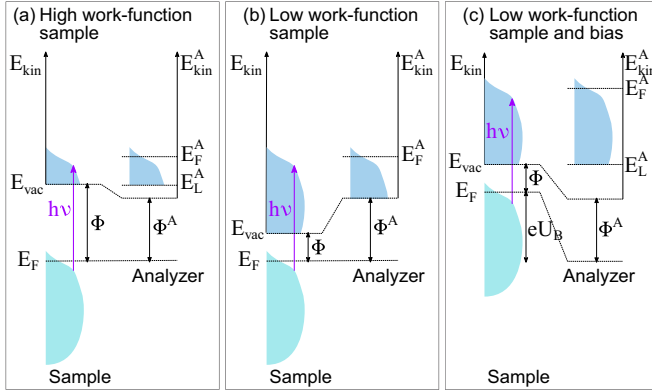 (a) High work-function
sample
E_kin
E^A_kin
E^A_F
E^A_L
E_vac
hν
Φ
Φ^A
E_F
Analyzer
Sample
(b) Low work-function
sample
E_kin
E^A_kin
E^A_F
hν
E_vac
Φ
Φ^A
E_F
Analyzer
Sample
(c) Low work-function
sample and bias
E_kin
E^A_kin
E^A_F
hν
E_vac
E^A_L
Φ
E_F
eU_B
Φ^A
Analyzer
Sample